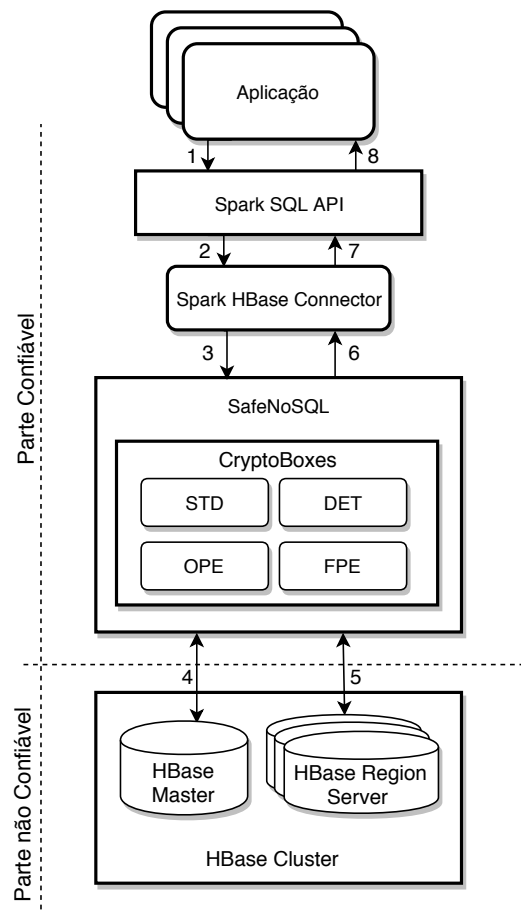 Aplicação
1
8
Spark SQL API
2
7
Spark HBase Connector
3
6
SafeNoSQL
CryptoBoxes
STD
DET
OPE
FPE
4
5
HBase
Master
HBase Region
Server
HBase Cluster
Parte Confiável
Parte não Confiável